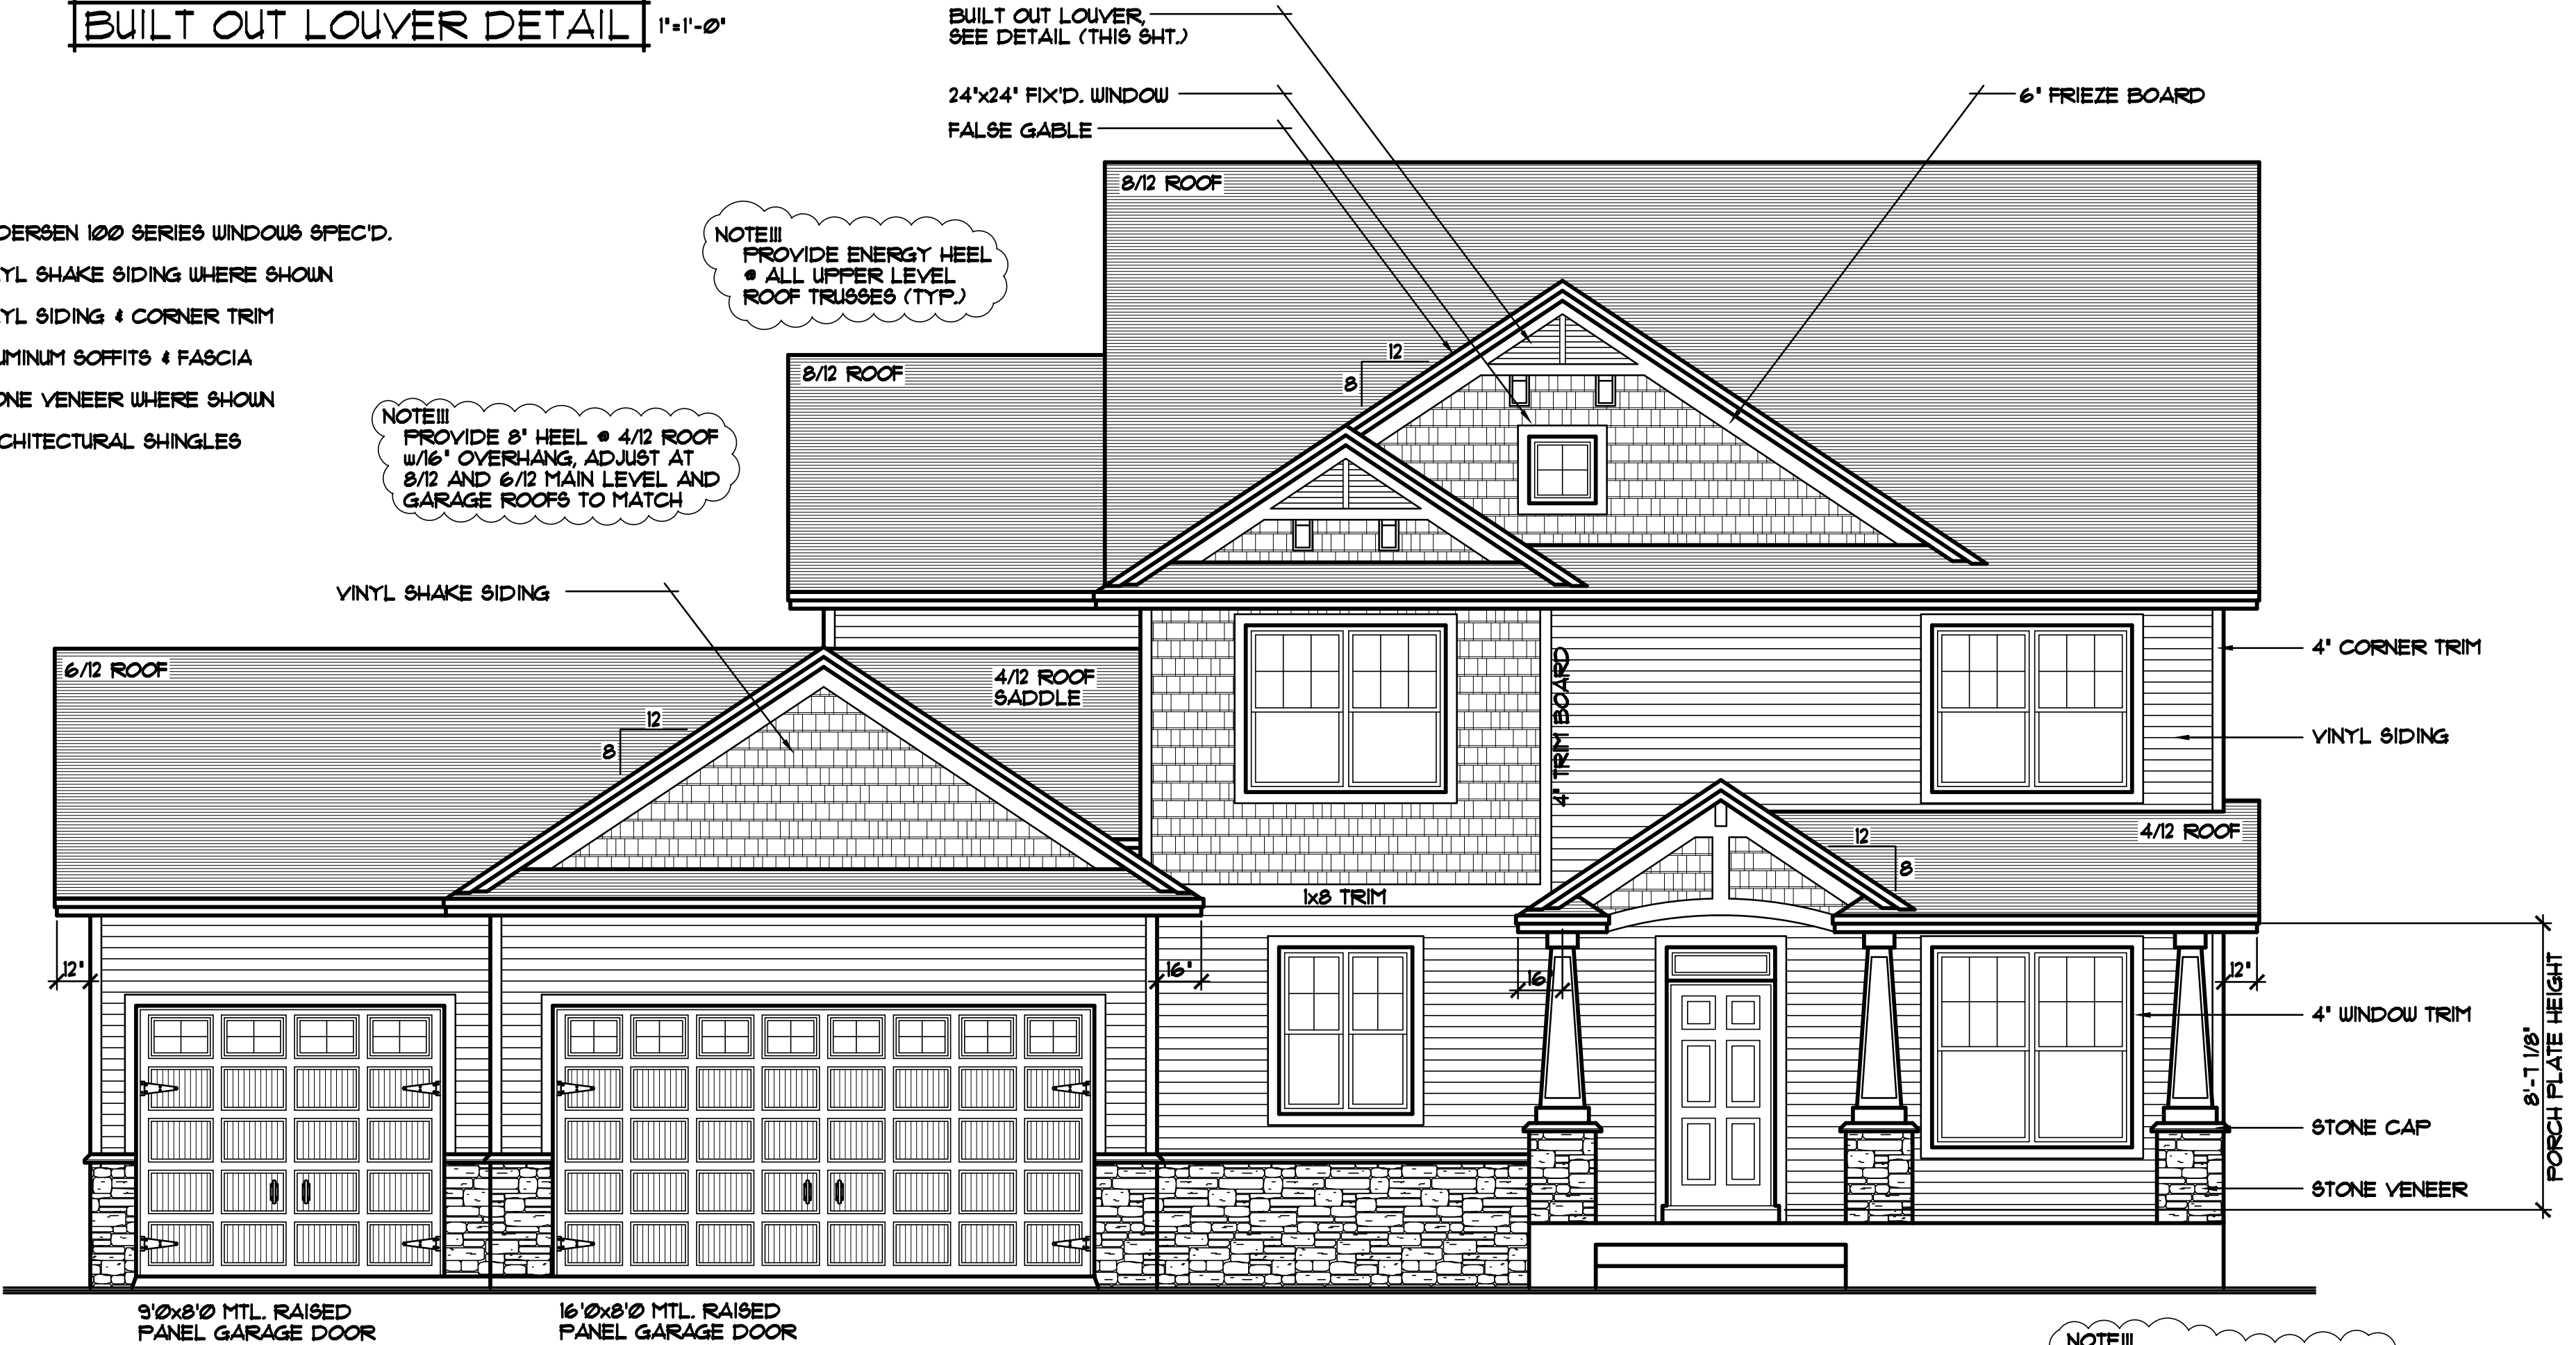 BUILT OUT LOUVER DETAIL 1"=1'-0"
BUILT OUT LOUVER,
SEE DETAIL (THIS SHT.)
24"x24" FIX'D. WINDOW
FALSE GABLE
6" FRIEZE BOARD
8/12 ROOF
DERSEN 100 SERIES WINDOWS SPEC'D.
YL SHAKE SIDING WHERE SHOWN
YL SIDING & CORNER TRIM
UMINUM SOFFITS & FASCIA
ONE VENEER WHERE SHOWN
CHITECTURAL SHINGLES
NOTE!!!
PROVIDE ENERGY HEEL
@ ALL UPPER LEVEL
ROOF TRUSSES (TYP.)
8/12 ROOF
12
8
NOTE!!!
PROVIDE 8" HEEL @ 4/12 ROOF
w/16" OVERHANG, ADJUST AT
8/12 AND 6/12 MAIN LEVEL AND
GARAGE ROOFS TO MATCH
VINYL SHAKE SIDING
6/12 ROOF
4/12 ROOF
SADDLE
12
8
4" TRIM BOARD
4" CORNER TRIM
VINYL SIDING
4/12 ROOF
12
8
1x8 TRIM
12"
16"
16"
12"
4" WINDOW TRIM
STONE CAP
STONE VENEER
8'-7 1/8"
PORCH PLATE HEIGHT
9'0x8'0 MTL. RAISED
PANEL GARAGE DOOR
16'0x8'0 MTL. RAISED
PANEL GARAGE DOOR
NOTE!!!